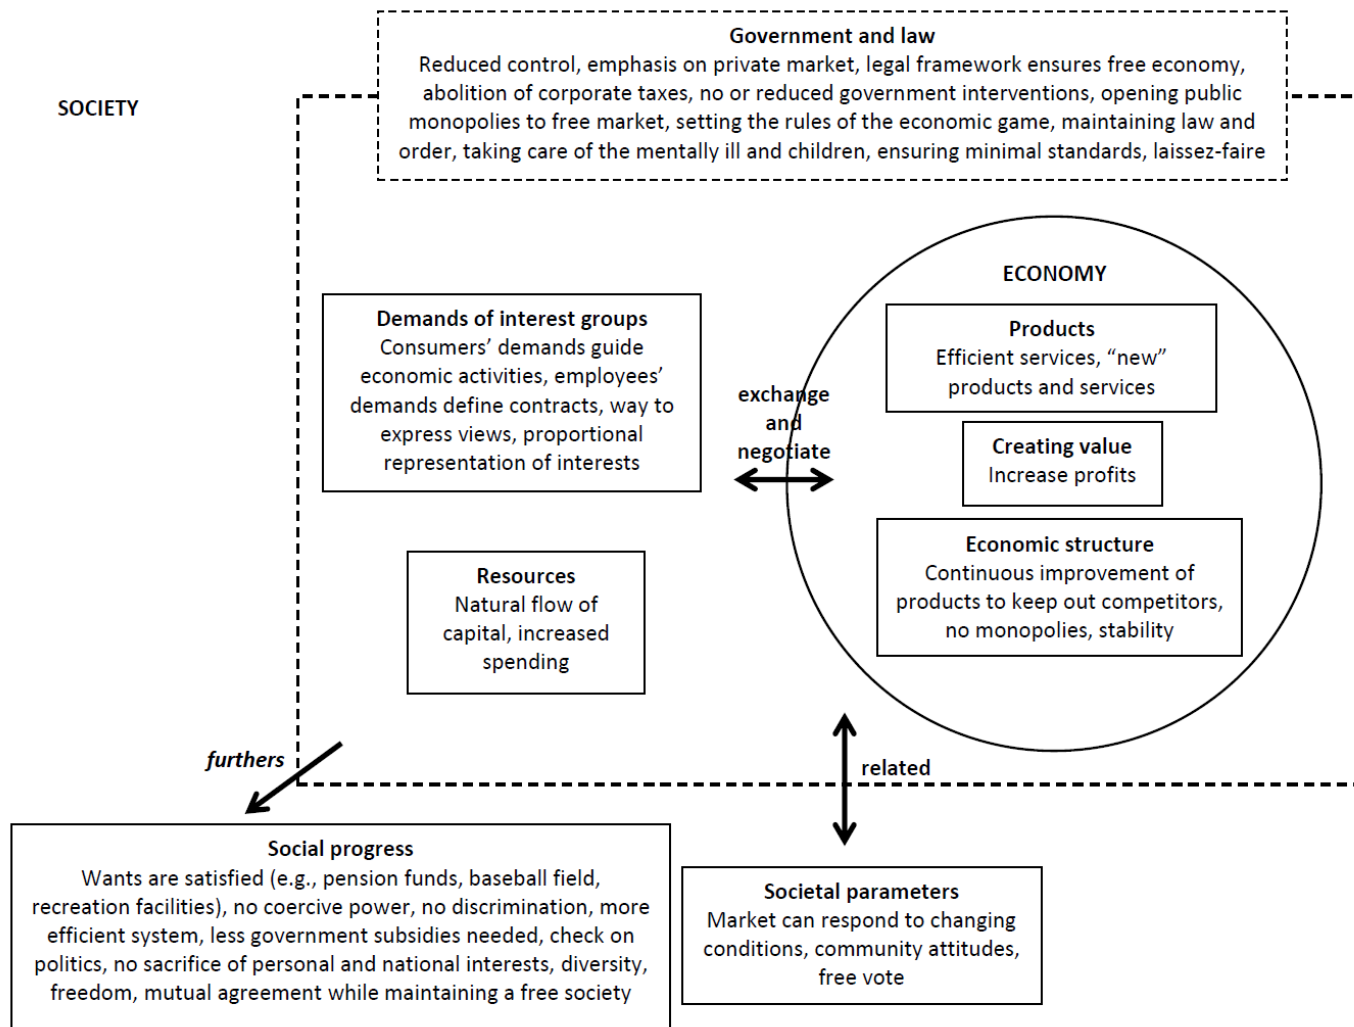 Government and law
Reduced control, emphasis on private market, legal framework ensures free economy,
abolition of corporate taxes, no or reduced government interventions, opening public
monopolies to free market, setting the rules of the economic game, maintaining law and
order, taking care of the mentally ill and children, ensuring minimal standards, laissez-faire
SOCIETY
ECONOMY
Demands of interest groups
Consumers’ demands guide
economic activities, employees’
demands define contracts, way to
express views, proportional
representation of interests
exchange
and
negotiate
Products
Efficient services, “new”
products and services
Creating value
Increase profits
Economic structure
Continuous improvement of
products to keep out competitors,
no monopolies, stability
Resources
Natural flow of
capital, increased
spending
furthers
related
Social progress
Wants are satisfied (e.g., pension funds, baseball field,
recreation facilities), no coercive power, no discrimination, more
efficient system, less government subsidies needed, check on
politics, no sacrifice of personal and national interests, diversity,
freedom, mutual agreement while maintaining a free society
Societal parameters
Market can respond to changing
conditions, community attitudes,
free vote